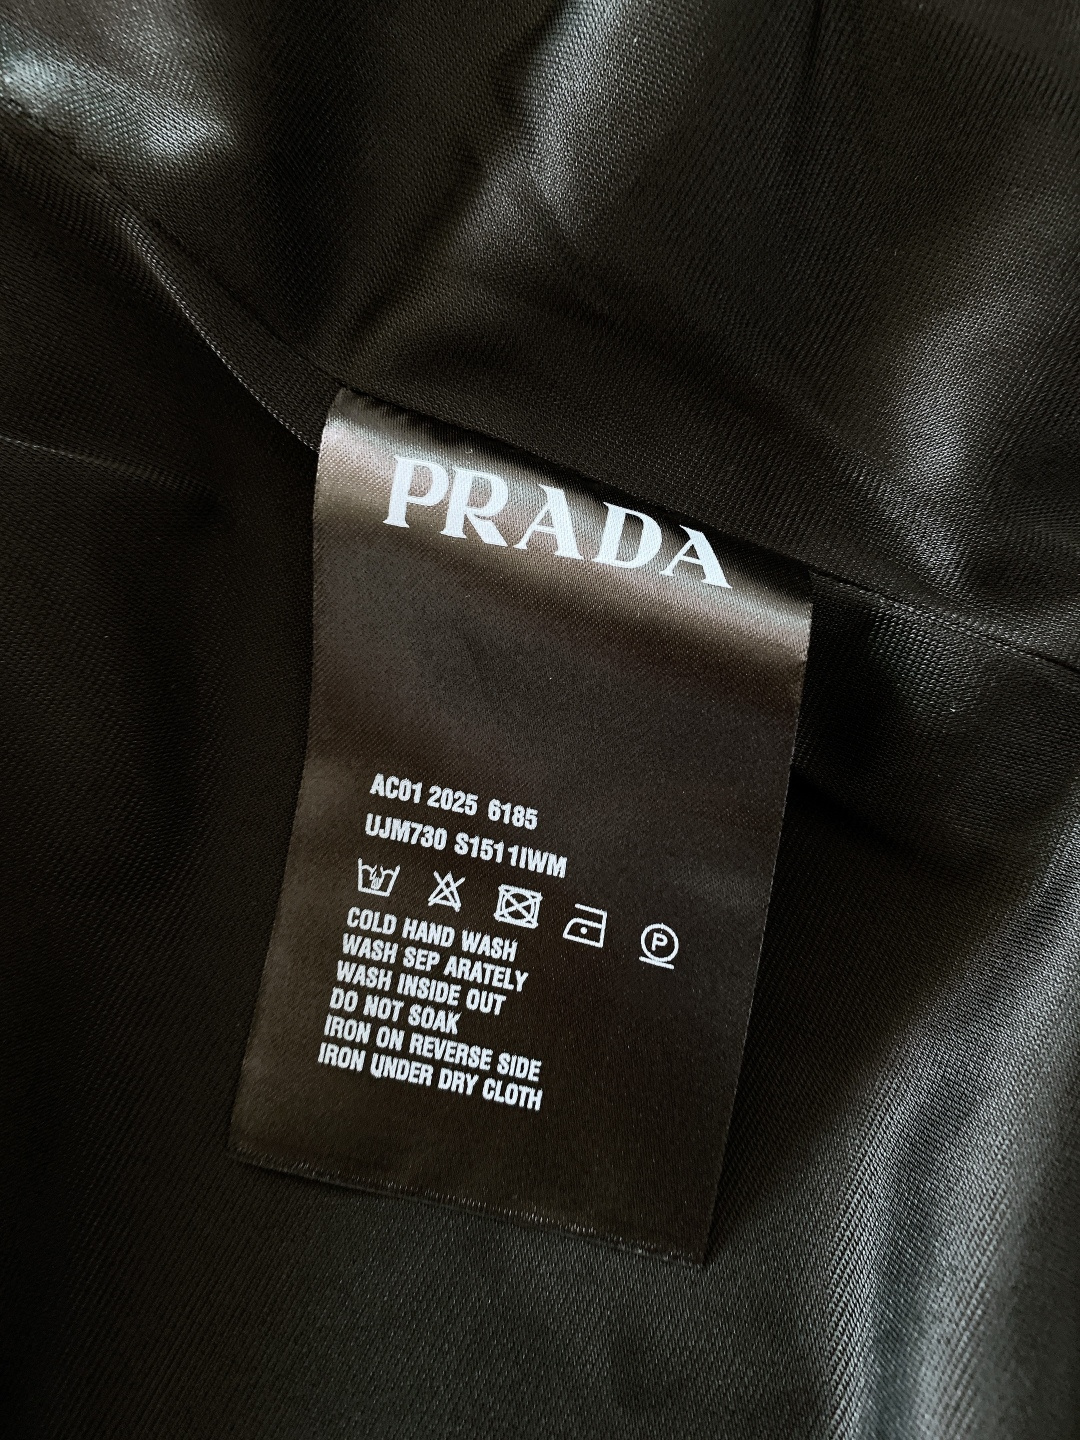 PRADA
AC01 2025 6185
UJM730 S1511IWM
P
COLD HAND WASH
WASH SEP ARATELY
WASH INSIDE OUT
DO NOT SOAK
IRON ON REVERSE SIDE
IRON UNDER DRY CLOTH